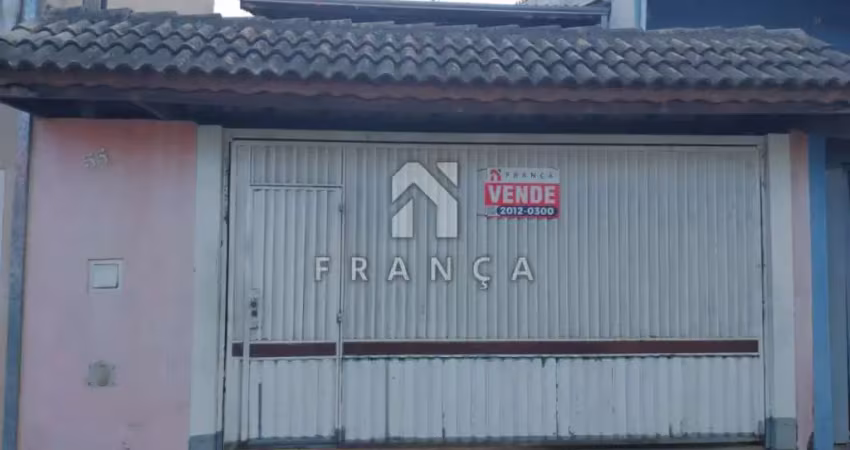 55
FRANÇA
VENDE
2012-0300
FRANÇA